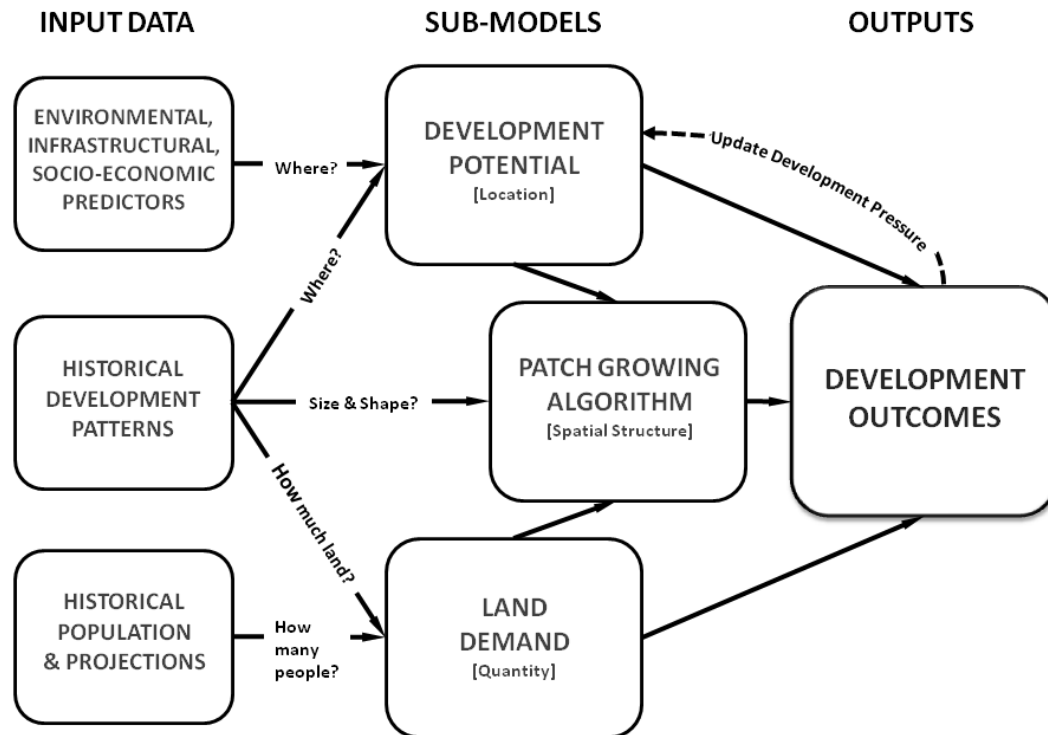 INPUT DATA
SUB-MODELS
OUTPUTS
ENVIRONMENTAL,
INFRASTRUCTURAL,
SOCIO-ECONOMIC
PREDICTORS
Where?
DEVELOPMENT
POTENTIAL
[Location]
Update Development Pressure
Where?
HISTORICAL
DEVELOPMENT
PATTERNS
Size & Shape?
PATCH GROWING
ALGORITHM
[Spatial Structure]
DEVELOPMENT
OUTCOMES
How much land?
HISTORICAL
POPULATION
& PROJECTIONS
How
many
people?
LAND
DEMAND
[Quantity]